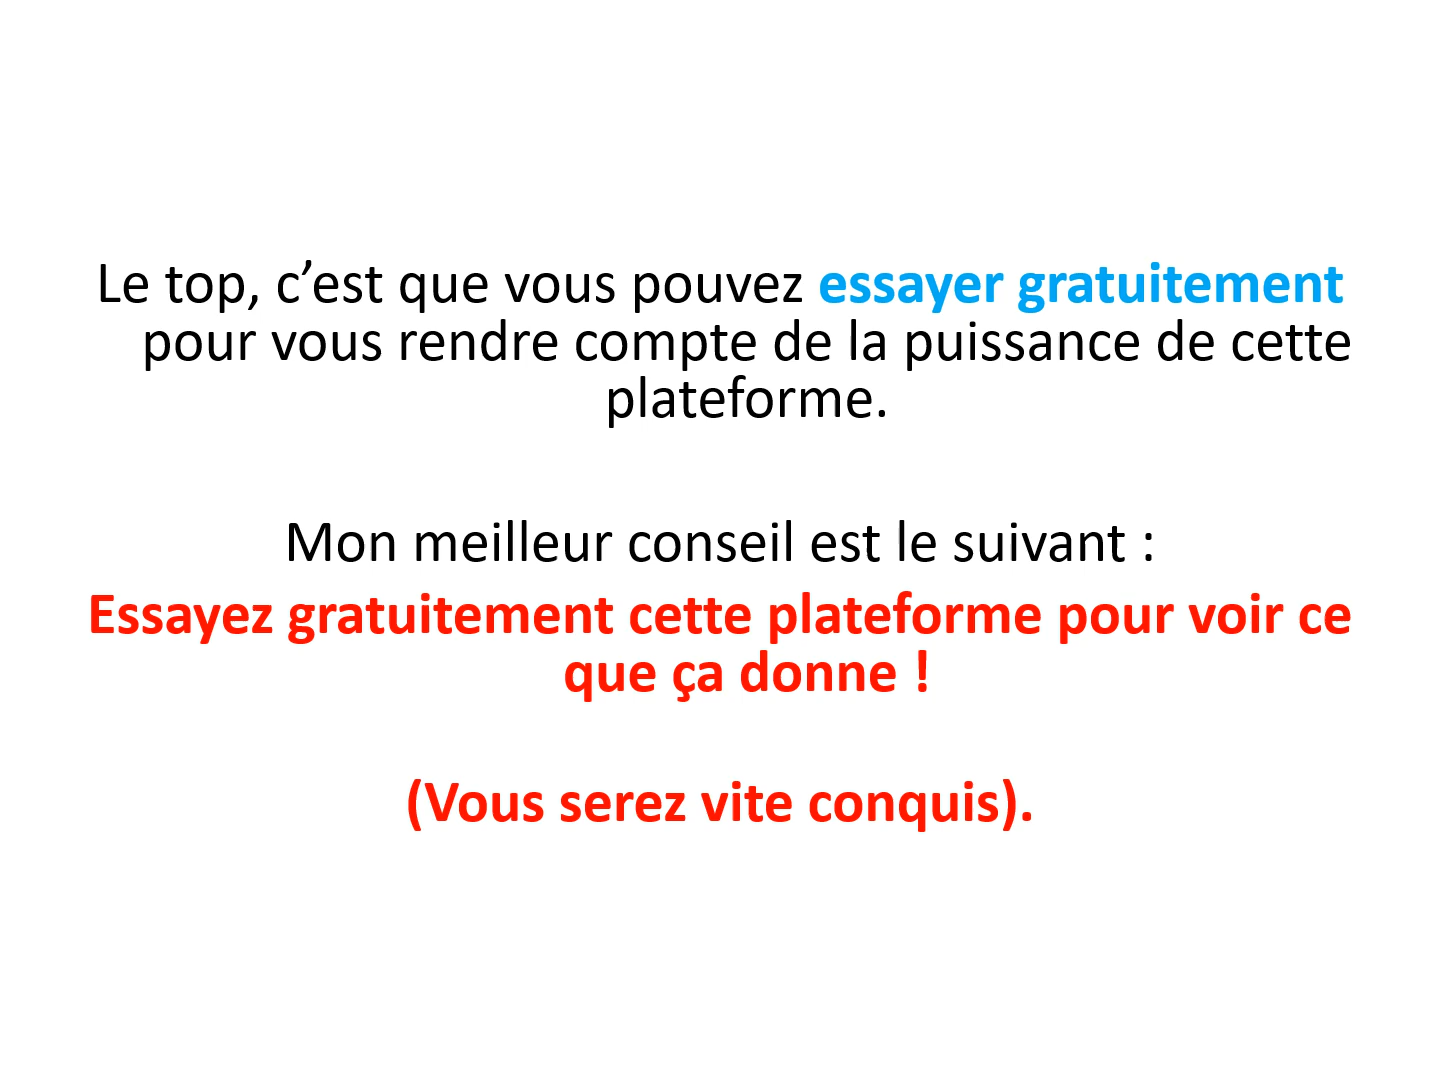 Le top, c’est que vous pouvez essayer gratuitement
pour vous rendre compte de la puissance de cette
plateforme.
Mon meilleur conseil est le suivant :
Essayez gratuitement cette plateforme pour voir ce
que ça donne !
(Vous serez vite conquis).